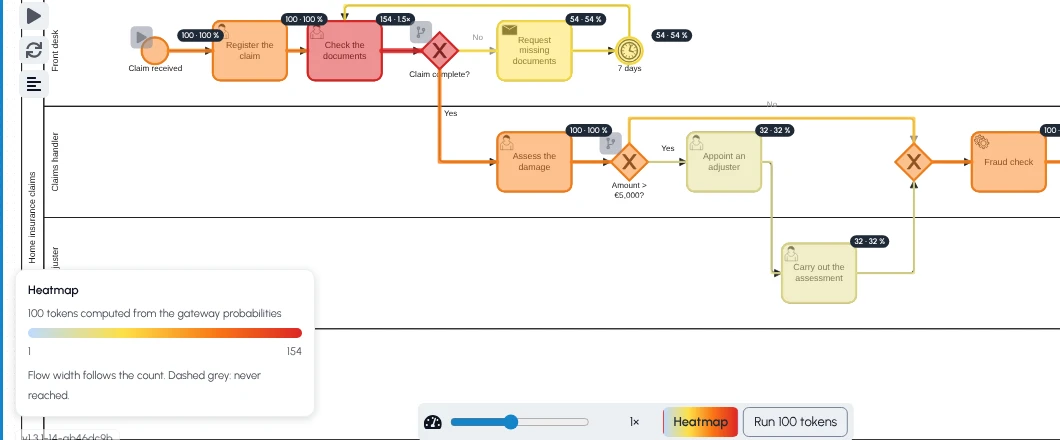 Home insurance claims
Front desk
Claims handler
juster
Claim received
100 · 100 %
Register the
claim
100 · 100 %
Check the
documents
154 · 1.5×
Claim complete?
No
Yes
Request
missing
documents
54 · 54 %
7 days
54 · 54 %
Assess the
damage
100 · 100 %
Amount >
€5,000?
No
Yes
Appoint an
adjuster
32 · 32 %
Carry out the
assessment
32 · 32 %
Fraud check
100 ·
Heatmap
100 tokens computed from the gateway probabilities
1 154
Flow width follows the count. Dashed grey: never
reached.
1×
Heatmap
Run 100 tokens